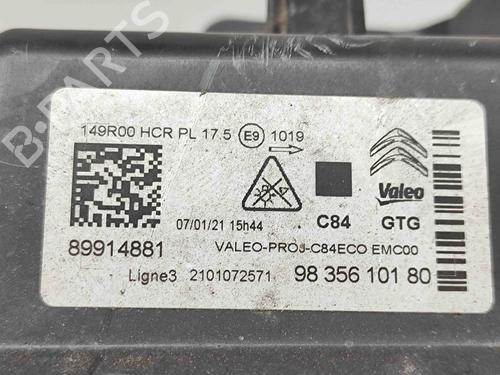 149R00 HCR PL 17.5 E9 1019
Valeo
07/01/21 15h44 C84 GTG
89914881 VALEO-PROJ-C84ECO EMC00
Ligne3 2101072571 98 356 101 80
B-PARTS